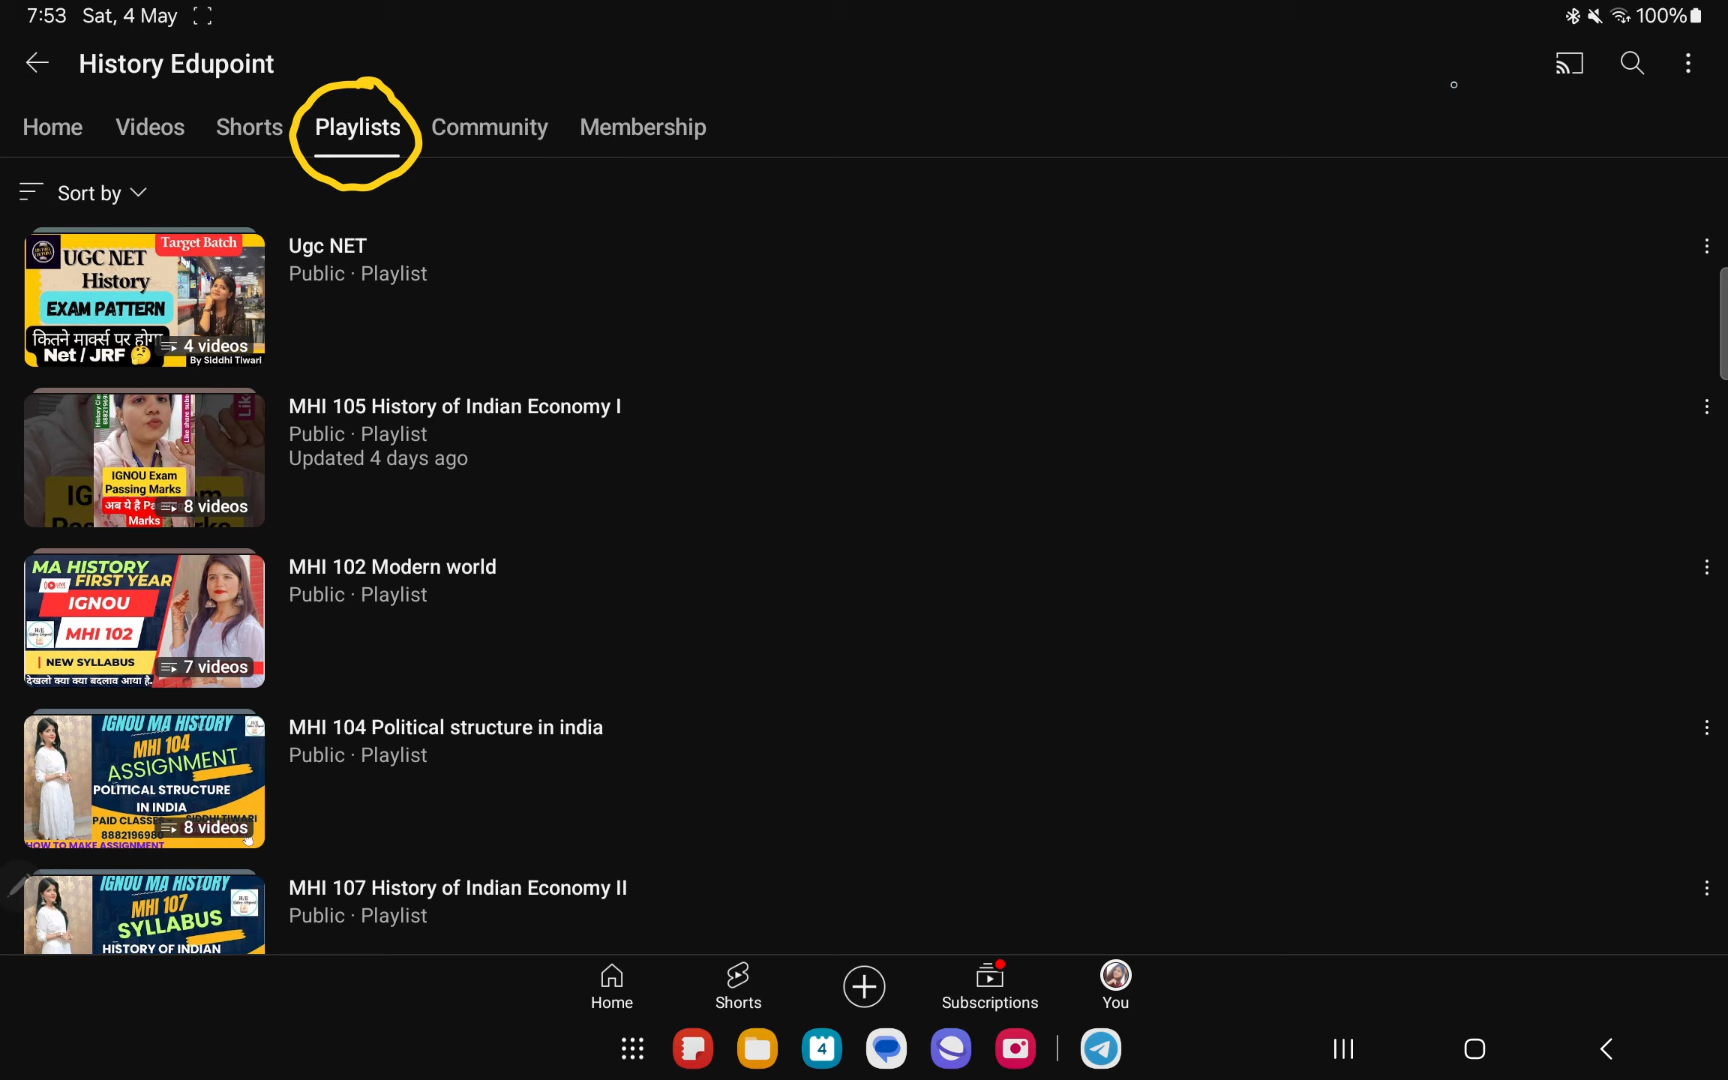 7:53 Sat, 4 May
100%
History Edupoint
Home Videos Shorts Playlists Community Membership
Sort by
Target Batch
UGC NET
History
EXAM PATTERN
कितने मार्क्स पर होगा
Net / JRF 🤔
4 videos
By Siddhi Tiwari
Ugc NET
Public · Playlist
IGNOU Exam
Passing Marks
अब ये है
Marks
8 videos
MHI 105 History of Indian Economy I
Public · Playlist
Updated 4 days ago
MA HISTORY
FIRST YEAR
LIVE
IGNOU
MHI 102
NEW SYLLABUS
7 videos
देखलो क्या क्या बदलाव आया है..
MHI 102 Modern world
Public · Playlist
IGNOU MA HISTORY
MHI 104
ASSIGNMENT
POLITICAL STRUCTURE
IN INDIA
PAID CLASSES
8 videos
HOW TO MAKE ASSIGNMENT
MHI 104 Political structure in india
Public · Playlist
IGNOU MA HISTORY
MHI 107
SYLLABUS
HISTORY OF INDIAN
MHI 107 History of Indian Economy II
Public · Playlist
Home Shorts Subscriptions You
4